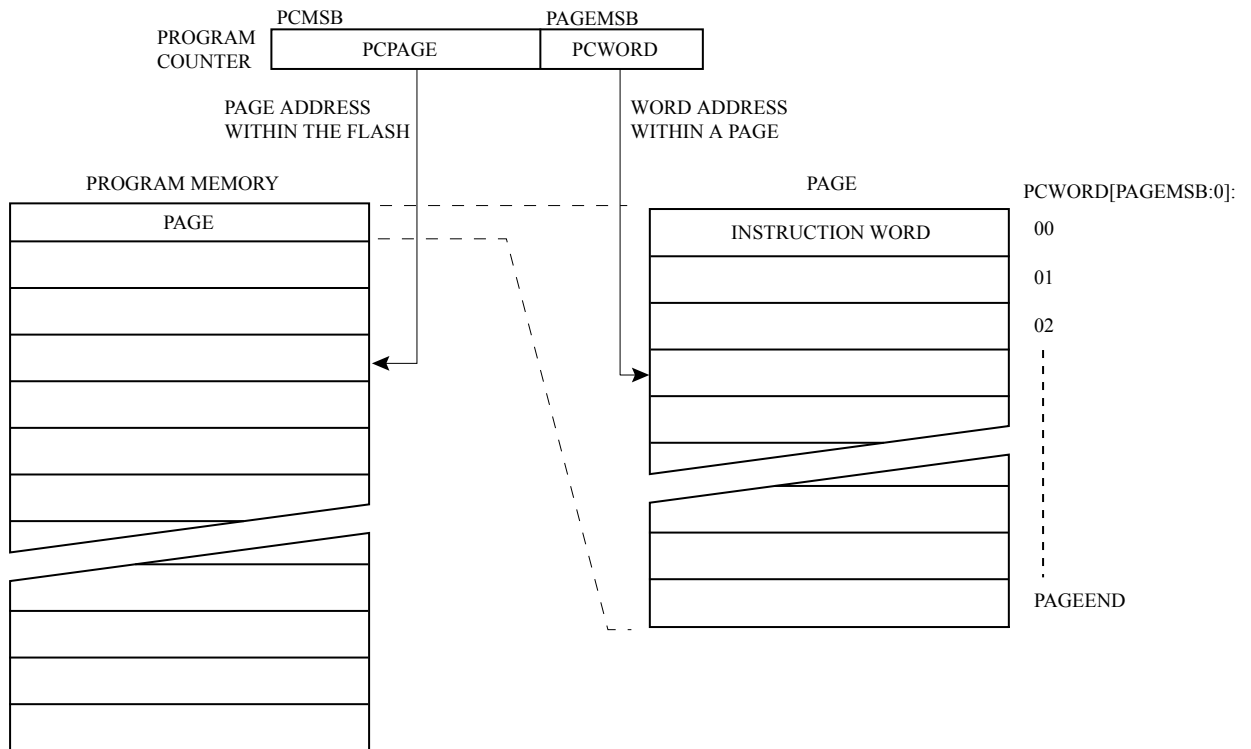 PCMSB
PAGEMSB
PROGRAM
COUNTER
PCPAGE
PCWORD
PAGE ADDRESS
WITHIN THE FLASH
WORD ADDRESS
WITHIN A PAGE
PROGRAM MEMORY
PAGE
PAGE
PCWORD[PAGEMSB:0]:
INSTRUCTION WORD
00
01
02
PAGEEND